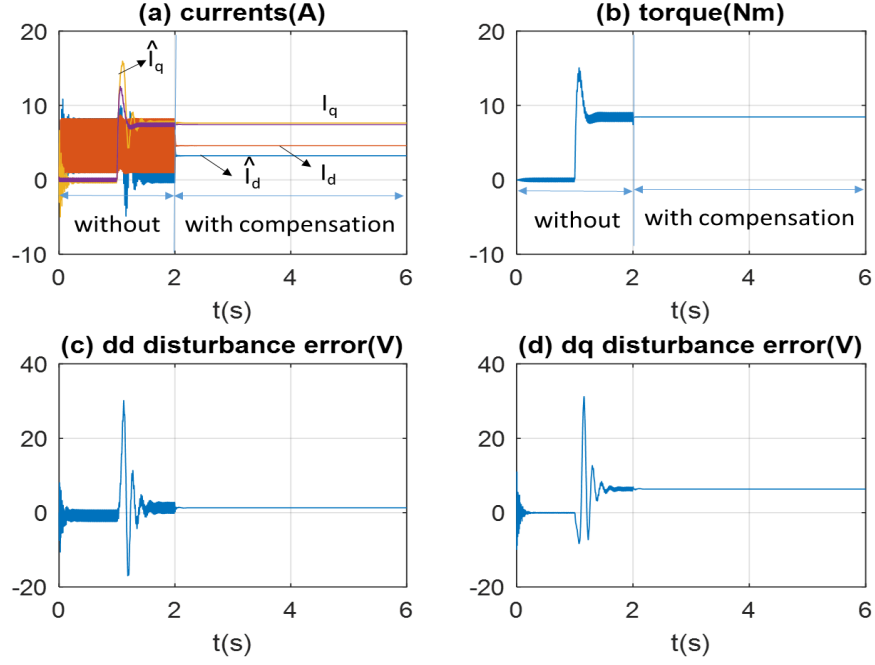 (a) currents(A)
20
10
0
-10
Î_q
I_q
Î_d
I_d
without
with compensation
0
2
4
6
t(s)
(b) torque(Nm)
20
10
0
-10
without
with compensation
0
2
4
6
t(s)
(c) dd disturbance error(V)
40
20
0
-20
0
2
4
6
t(s)
(d) dq disturbance error(V)
40
20
0
-20
0
2
4
6
t(s)